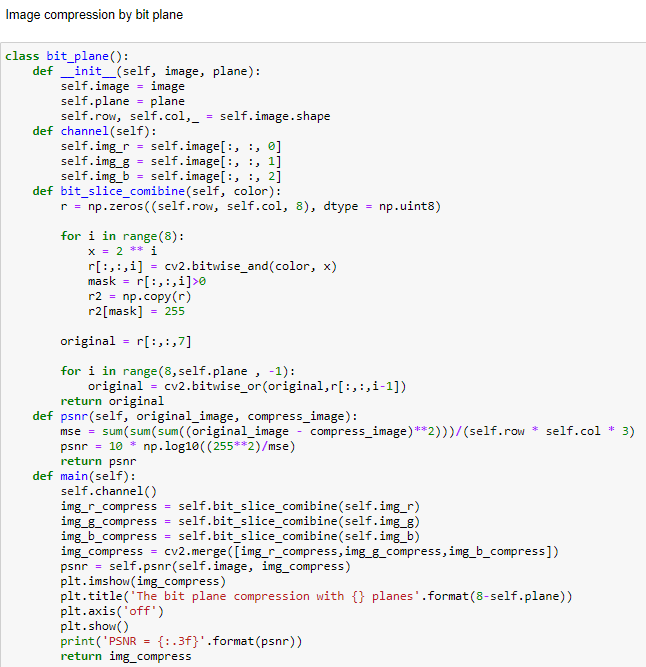 Image compression by bit plane
class bit_plane():
    def __init__(self, image, plane):
        self.image = image
        self.plane = plane
        self.row, self.col,_ = self.image.shape
    def channel(self):
        self.img_r = self.image[:, :, 0]
        self.img_g = self.image[:, :, 1]
        self.img_b = self.image[:, :, 2]
    def bit_slice_comibine(self, color):
        r = np.zeros((self.row, self.col, 8), dtype = np.uint8)

        for i in range(8):
            x = 2 ** i
            r[:,:,i] = cv2.bitwise_and(color, x)
            mask = r[:,:,i]>0
            r2 = np.copy(r)
            r2[mask] = 255

        original = r[:,:,7]

        for i in range(8,self.plane , -1):
            original = cv2.bitwise_or(original,r[:,:,i-1])
        return original
    def psnr(self, original_image, compress_image):
        mse = sum(sum(sum((original_image - compress_image)**2)))/(self.row * self.col * 3)
        psnr = 10 * np.log10((255**2)/mse)
        return psnr
    def main(self):
        self.channel()
        img_r_compress = self.bit_slice_comibine(self.img_r)
        img_g_compress = self.bit_slice_comibine(self.img_g)
        img_b_compress = self.bit_slice_comibine(self.img_b)
        img_compress = cv2.merge([img_r_compress,img_g_compress,img_b_compress])
        psnr = self.psnr(self.image, img_compress)
        plt.imshow(img_compress)
        plt.title('The bit plane compression with {} planes'.format(8-self.plane))
        plt.axis('off')
        plt.show()
        print('PSNR = {:.3f}'.format(psnr))
        return img_compress